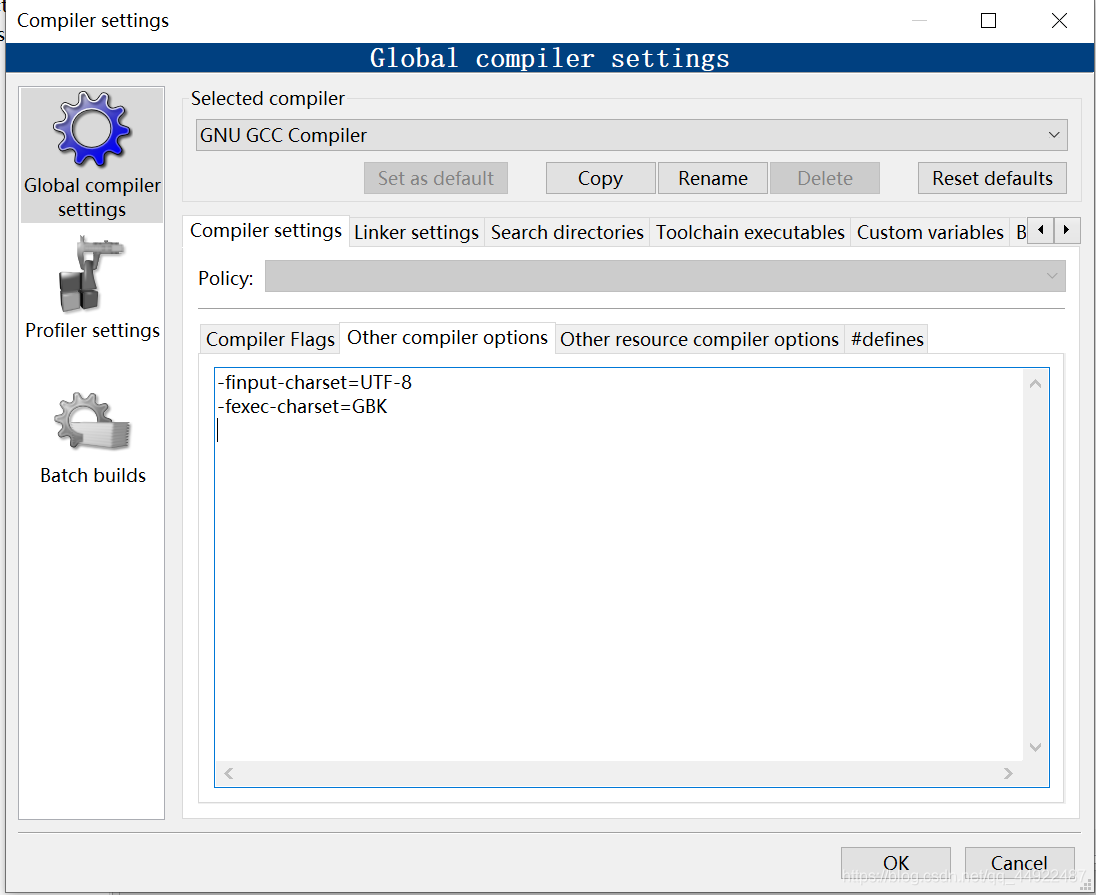 Compiler settings
Global compiler settings
Global compiler
settings
Profiler settings
Batch builds
Selected compiler
GNU GCC Compiler
Set as default
Copy
Rename
Delete
Reset defaults
Compiler settings
Linker settings
Search directories
Toolchain executables
Custom variables
B
Policy:
Compiler Flags
Other compiler options
Other resource compiler options
#defines
-finput-charset=UTF-8
-fexec-charset=GBK
OK
Cancel
https://blog.csdn.net/qq_44922487